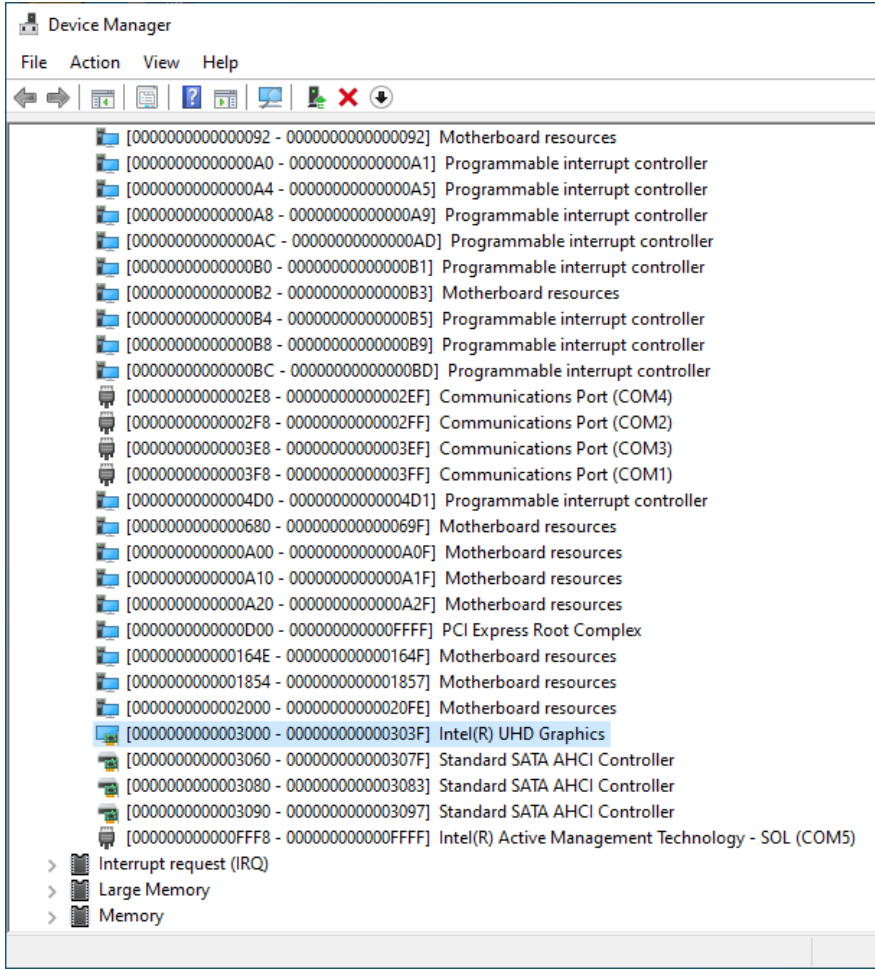 Device Manager
File Action View Help
[0000000000000092 - 0000000000000092] Motherboard resources
[00000000000000A0 - 00000000000000A1] Programmable interrupt controller
[00000000000000A4 - 00000000000000A5] Programmable interrupt controller
[00000000000000A8 - 00000000000000A9] Programmable interrupt controller
[00000000000000AC - 00000000000000AD] Programmable interrupt controller
[00000000000000B0 - 00000000000000B1] Programmable interrupt controller
[00000000000000B2 - 00000000000000B3] Motherboard resources
[00000000000000B4 - 00000000000000B5] Programmable interrupt controller
[00000000000000B8 - 00000000000000B9] Programmable interrupt controller
[00000000000000BC - 00000000000000BD] Programmable interrupt controller
[00000000000002E8 - 00000000000002EF] Communications Port (COM4)
[00000000000002F8 - 00000000000002FF] Communications Port (COM2)
[00000000000003E8 - 00000000000003EF] Communications Port (COM3)
[00000000000003F8 - 00000000000003FF] Communications Port (COM1)
[00000000000004D0 - 00000000000004D1] Programmable interrupt controller
[0000000000000680 - 000000000000069F] Motherboard resources
[0000000000000A00 - 0000000000000A0F] Motherboard resources
[0000000000000A10 - 0000000000000A1F] Motherboard resources
[0000000000000A20 - 0000000000000A2F] Motherboard resources
[0000000000000D00 - 000000000000FFFF] PCI Express Root Complex
[000000000000164E - 000000000000164F] Motherboard resources
[0000000000001854 - 0000000000001857] Motherboard resources
[0000000000002000 - 00000000000020FE] Motherboard resources
[0000000000003000 - 000000000000303F] Intel(R) UHD Graphics
[0000000000003060 - 000000000000307F] Standard SATA AHCI Controller
[0000000000003080 - 0000000000003083] Standard SATA AHCI Controller
[0000000000003090 - 0000000000003097] Standard SATA AHCI Controller
[000000000000FFF8 - 000000000000FFFF] Intel(R) Active Management Technology - SOL (COM5)
Interrupt request (IRQ)
Large Memory
Memory